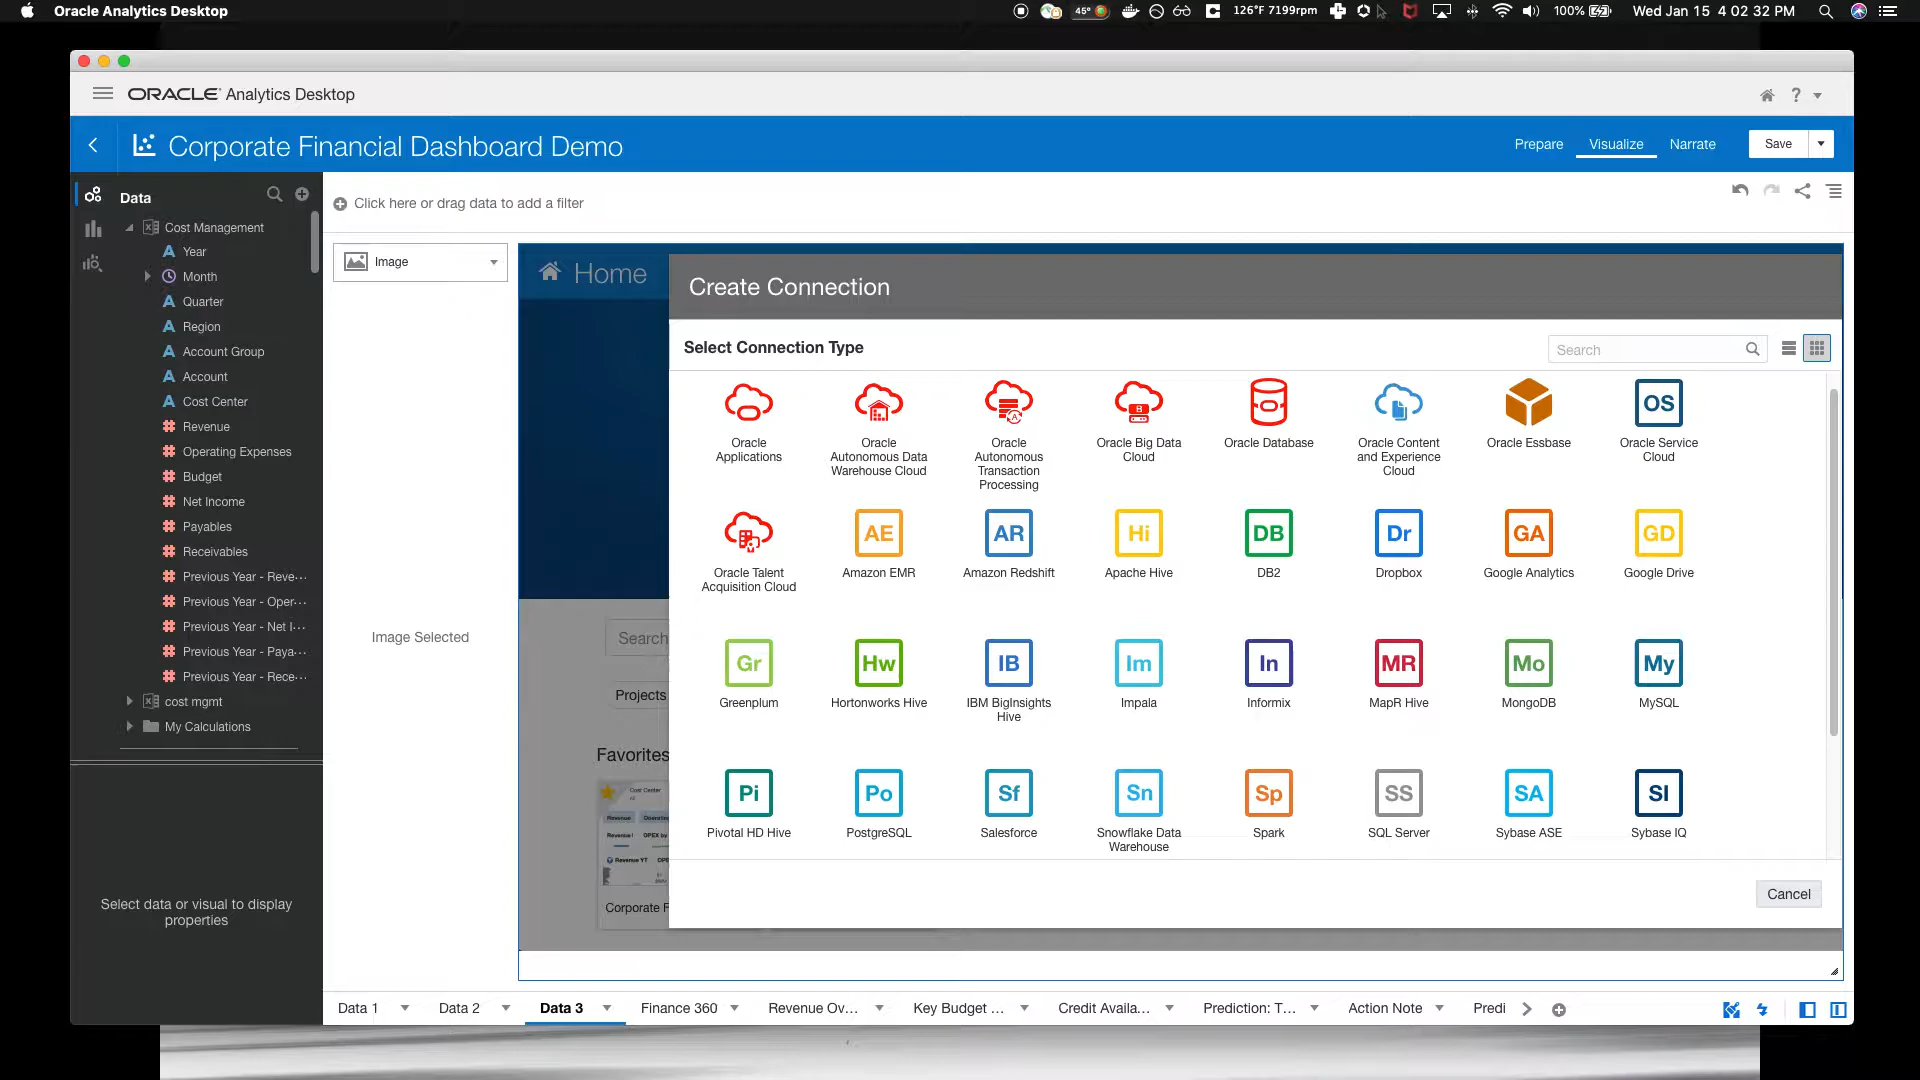 Oracle Analytics Desktop
45°
126°F 7199rpm
100%
Wed Jan 15 4 02 32 PM
ORACLE Analytics Desktop
?
Corporate Financial Dashboard Demo
Prepare
Visualize
Narrate
Save
Data
Click here or drag data to add a filter
Cost Management
A Year
Month
A Quarter
A Region
A Account Group
A Account
A Cost Center
# Revenue
# Operating Expenses
# Budget
# Net Income
# Payables
# Receivables
# Previous Year - Reve···
# Previous Year - Oper···
# Previous Year - Net I···
# Previous Year - Paya···
# Previous Year - Rece···
cost mgmt
My Calculations
Select data or visual to display
properties
Image
Image Selected
Home
Search
Projects
Favorites
Cost Center
All
Revenue
Corporate F
Create Connection
Select Connection Type
Search
Oracle
Applications
Oracle
Autonomous Data
Warehouse Cloud
A
Oracle
Autonomous
Transaction
Processing
B
Oracle Big Data
Cloud
Oracle Database
Oracle Content
and Experience
Cloud
Oracle Essbase
OS
Oracle Service
Cloud
Oracle Talent
Acquisition Cloud
AE
Amazon EMR
AR
Amazon Redshift
Hi
Apache Hive
DB
DB2
Dr
Dropbox
GA
Google Analytics
GD
Google Drive
Gr
Greenplum
Hw
Hortonworks Hive
IB
IBM BigInsights
Hive
Im
Impala
In
Informix
MR
MapR Hive
Mo
MongoDB
My
MySQL
Pi
Pivotal HD Hive
Po
PostgreSQL
Sf
Salesforce
Sn
Snowflake Data
Warehouse
Sp
Spark
SS
SQL Server
SA
Sybase ASE
SI
Sybase IQ
Cancel
Data 1
Data 2
Data 3
Finance 360
Revenue Ov...
Key Budget ...
Credit Availa...
Prediction: T...
Action Note
Predi